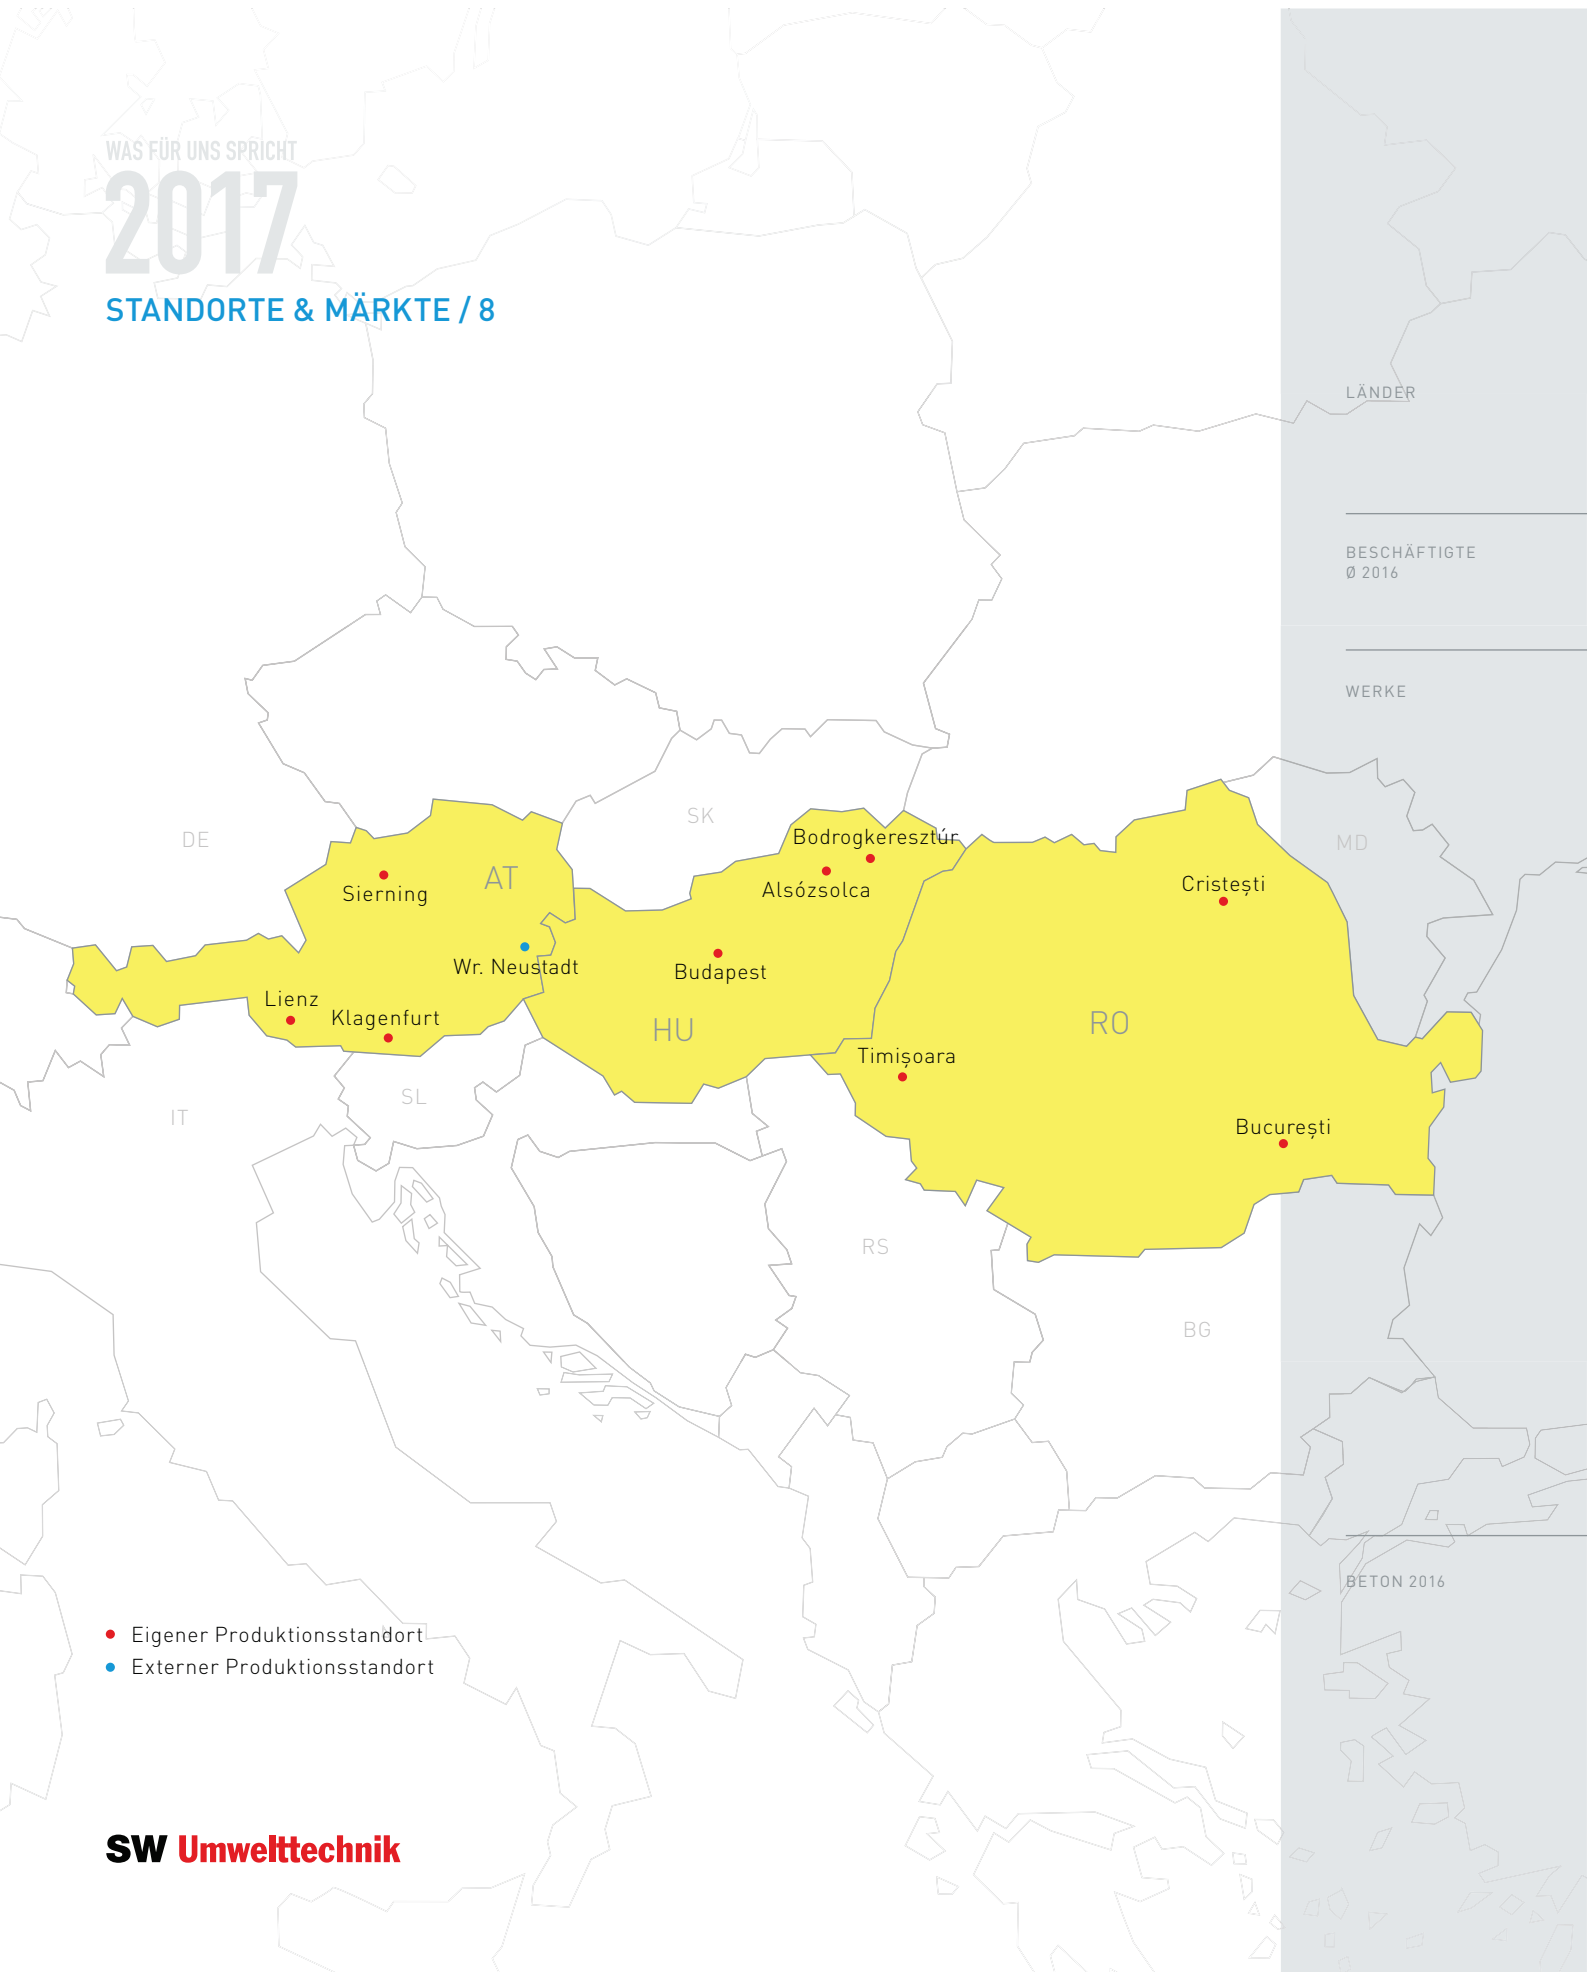 WAS FÜR UNS SPRICHT
2017
STANDORTE & MÄRKTE / 8
LÄNDER
BESCHÄFTIGTE
Ø 2016
WERKE
DE
SK
MD
Bodrogkeresztúr
Alsózsolca
AT
Sierning
Cristești
Wr. Neustadt
Budapest
Lienz
Klagenfurt
HU
RO
Timișoara
SL
IT
București
RS
BG
BETON 2016
Eigener Produktionsstandort
Externer Produktionsstandort
SW Umwelttechnik